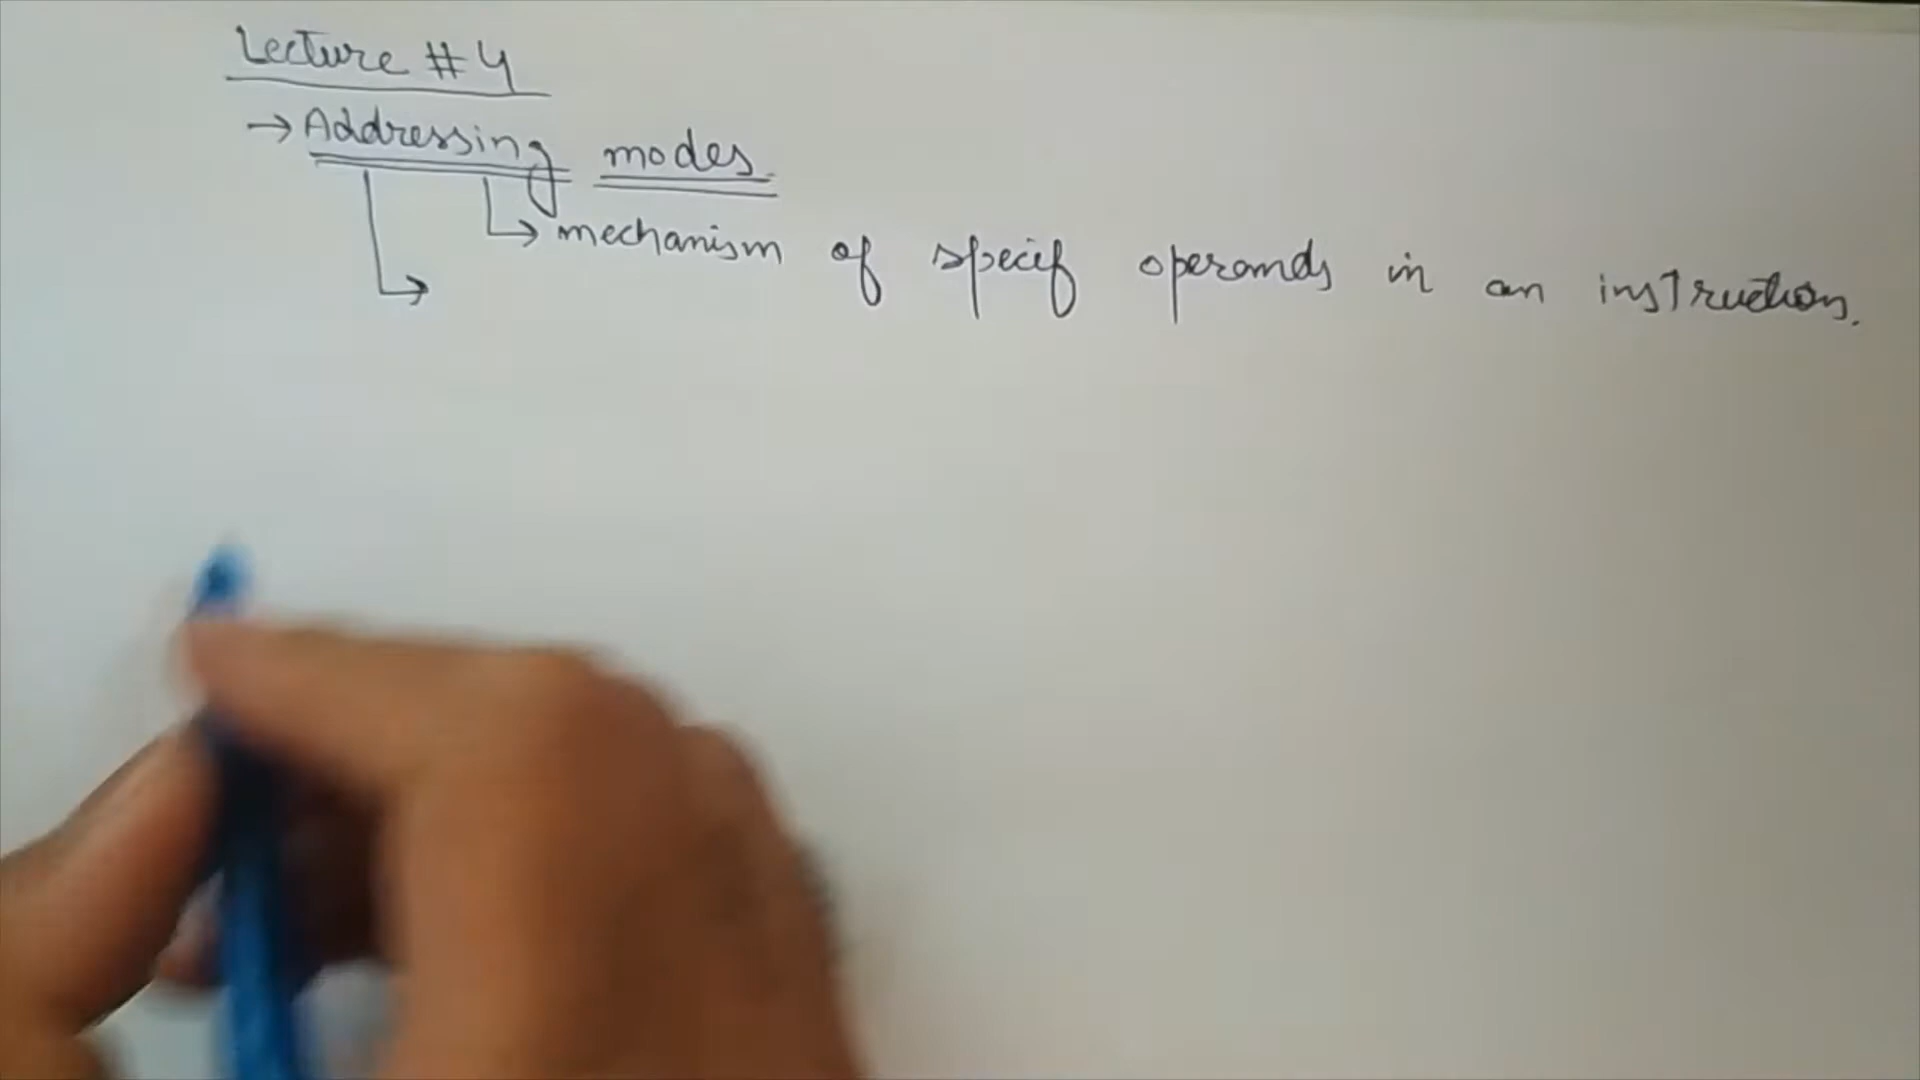 Lecture #4
→ Addressing modes.
↳ mechanism of specif operands in an instruction.